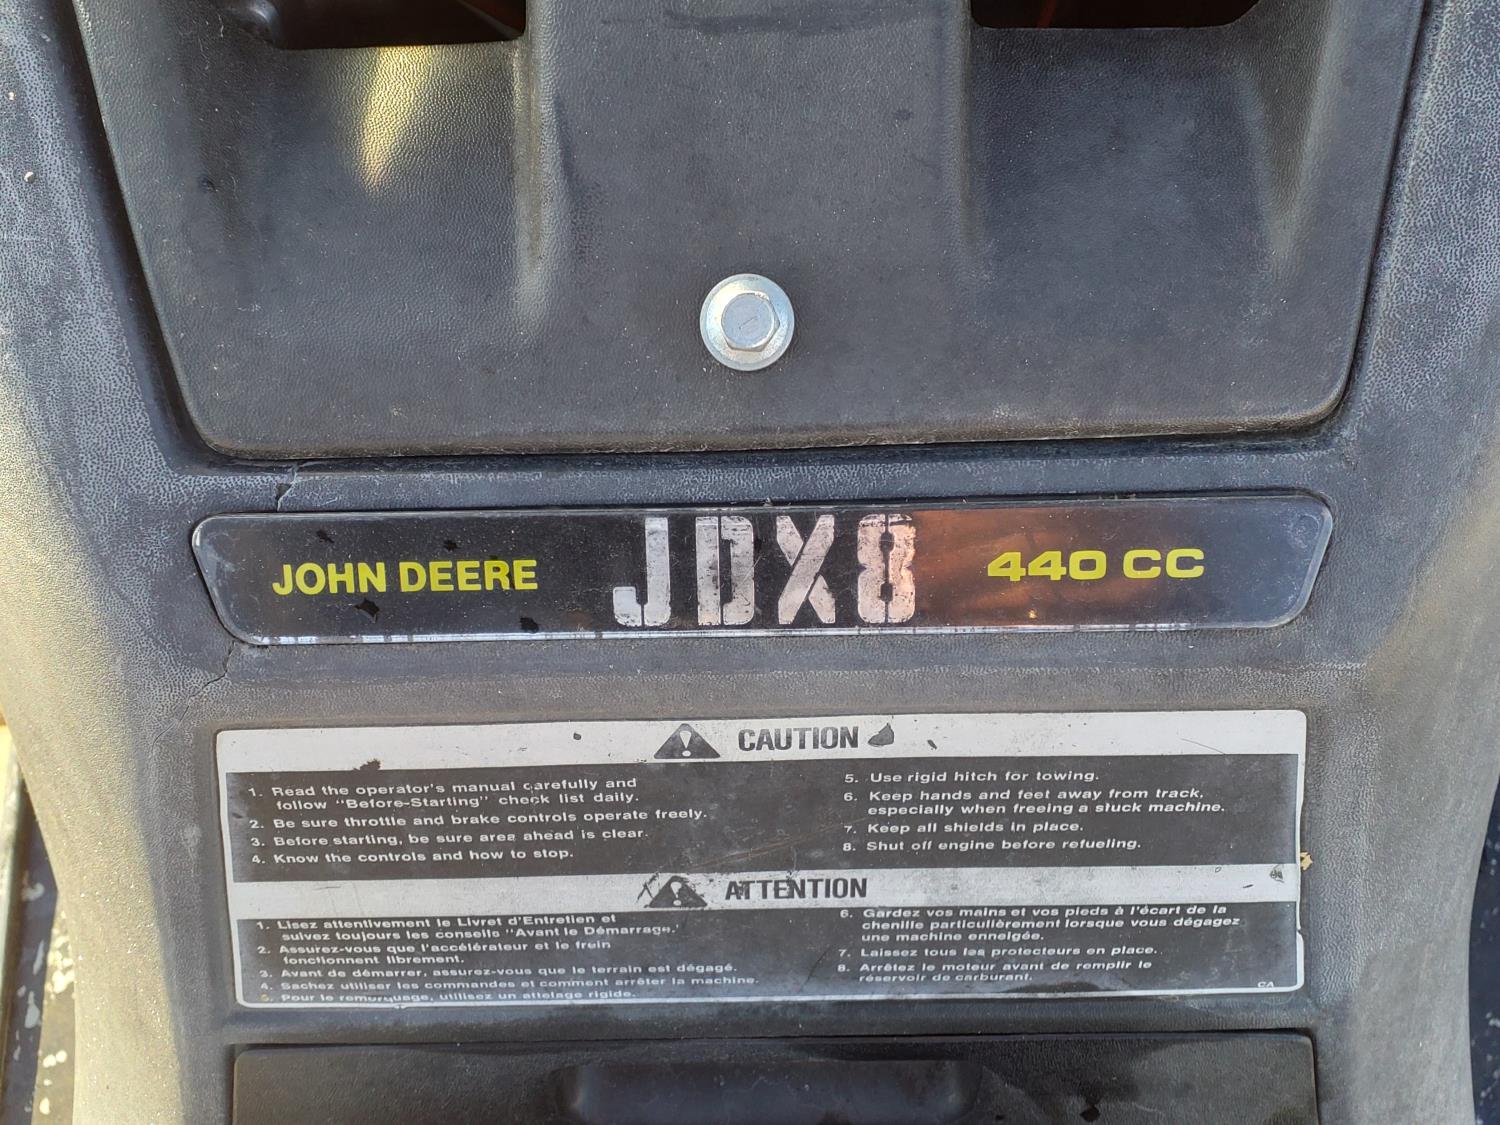 JOHN DEERE JDX8 440 CC
CAUTION
1. Read the operator's manual carefully and
follow "Before-Starting" check list daily.
2. Be sure throttle and brake controls operate freely.
3. Before starting, be sure area ahead is clear.
4. Know the controls and how to stop.
5. Use rigid hitch for towing.
6. Keep hands and feet away from track,
especially when freeing a stuck machine.
7. Keep all shields in place.
8. Shut off engine before refueling.
ATTENTION
1. Lisez attentivement le Livret d'Entretien et
suivez toujours les conseils "Avant le Démarrage."
2. Assurez-vous que l'accélérateur et le frein
fonctionnent librement.
3. Avant de démarrer, assurez-vous que le terrain est dégagé.
4. Sachez utiliser les commandes et comment arrêter la machine.
5. Pour le remorquage, utilisez un attelage rigide.
6. Gardez vos mains et vos pieds à l'écart de la
chenille particulièrement lorsque vous dégagez
une machine enneigée.
7. Laissez tous les protecteurs en place.
8. Arrêtez le moteur avant de remplir le
réservoir de carburant.
CA